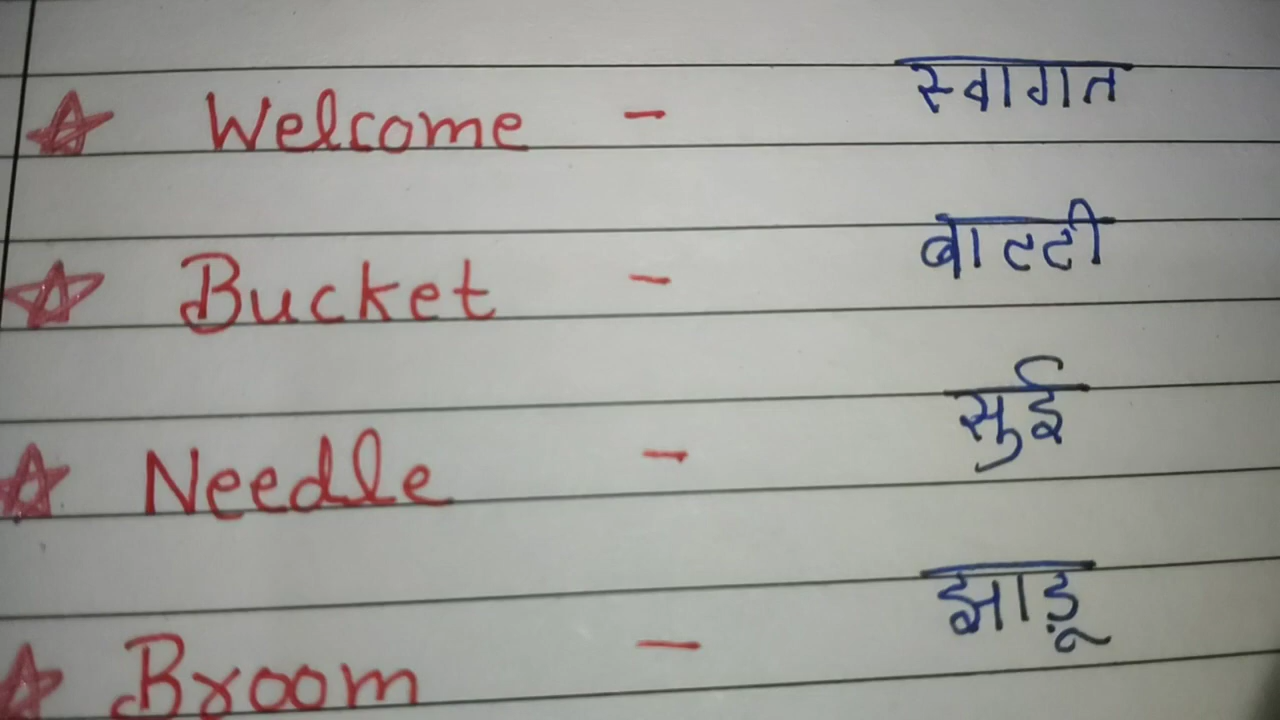 ☆ Welcome - स्वागत
☆ Bucket - बाल्टी
☆ Needle - सुई
☆ Broom - झाड़ू